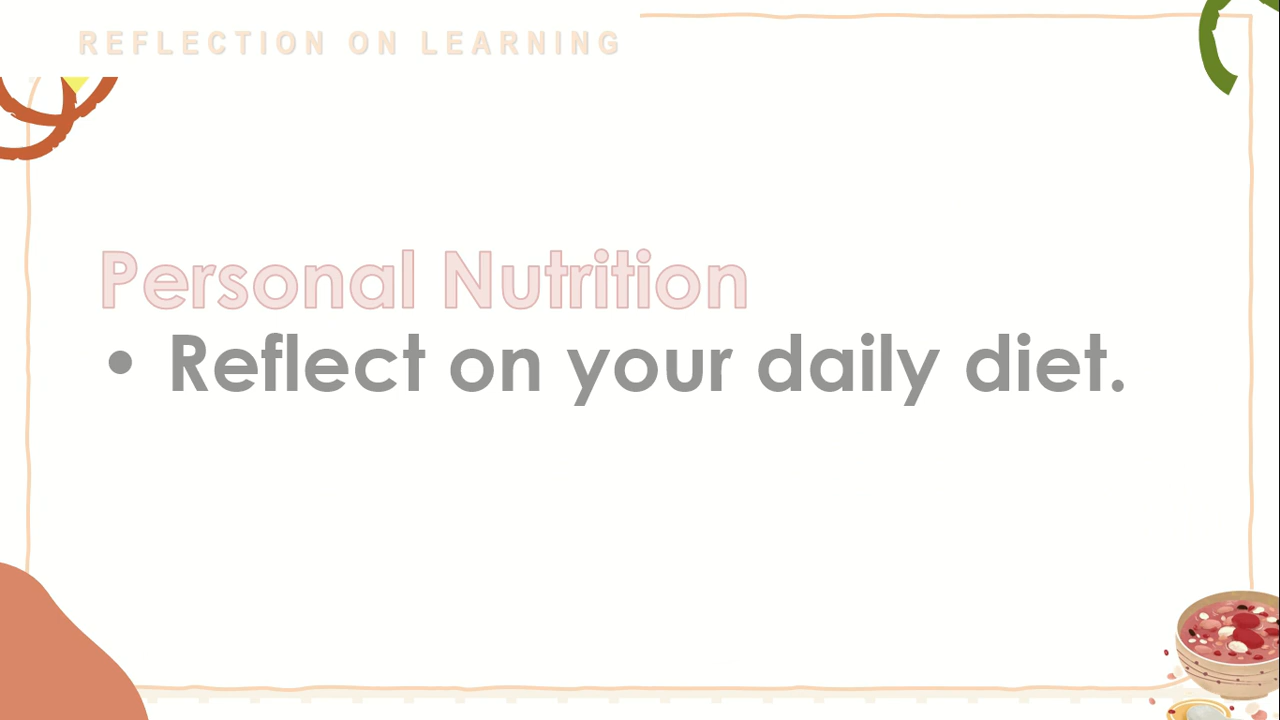 REFLECTION ON LEARNING
Personal Nutrition
• Reflect on your daily diet.